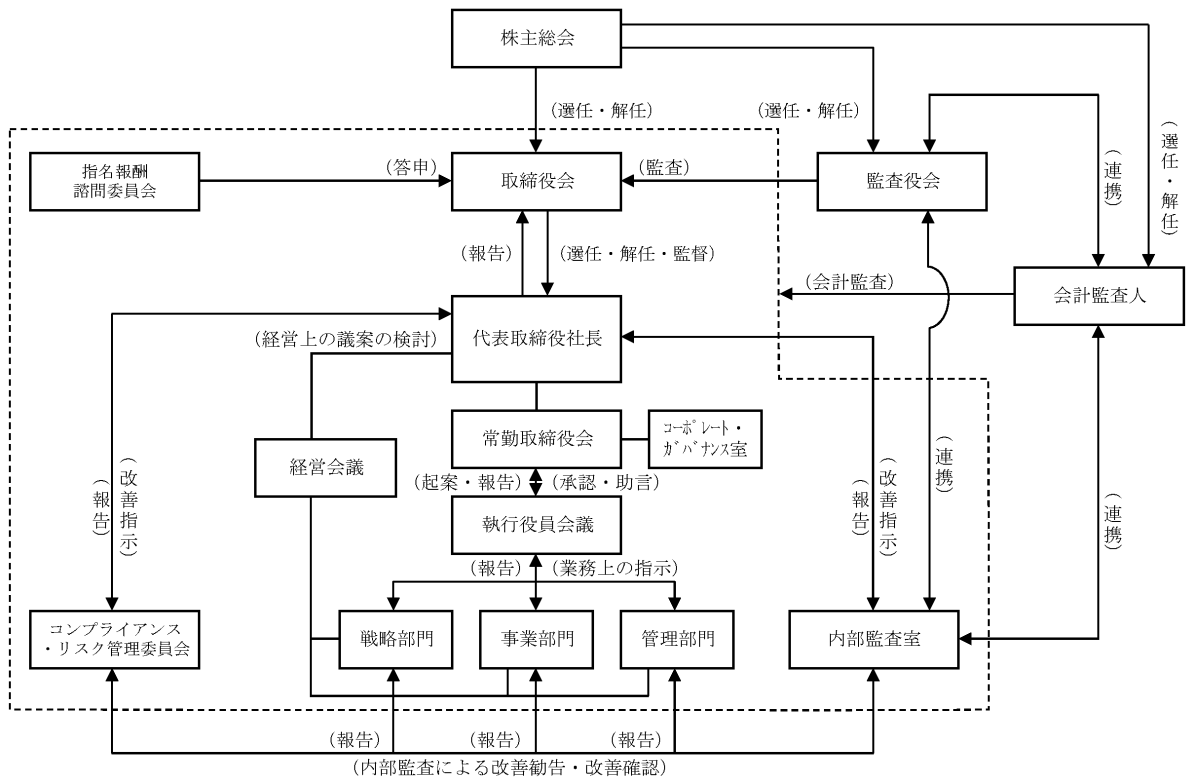 株主総会
(選任・解任)
(選任・解任)
(選任・解任)
(連携)
指名報酬
諮問委員会
(答申)
取締役会
(監査)
監査役会
(報告)
(選任・解任・監督)
(会計監査)
会計監査人
(経営上の議案の検討)
代表取締役社長
常勤取締役会
コーポレート・
ガバナンス室
経営会議
(起案・報告)
(承認・助言)
執行役員会議
(報告)
(改善指示)
(報告)
(改善指示)
(連携)
(連携)
(報告)
(業務上の指示)
コンプライアンス
・リスク管理委員会
戦略部門
事業部門
管理部門
内部監査室
(報告)
(報告)
(報告)
(内部監査による改善勧告・改善確認)